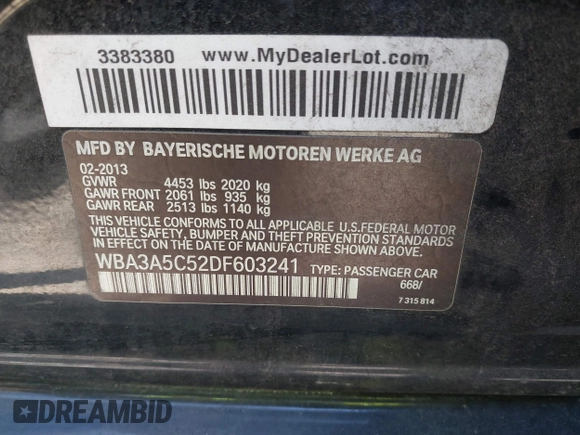 3383380 www.MyDealerLot.com
MFD BY BAYERISCHE MOTOREN WERKE AG
02-2013
GVWR 4453 lbs 2020 kg
GAWR FRONT 2061 lbs 935 kg
GAWR REAR 2513 lbs 1140 kg
THIS VEHICLE CONFORMS TO ALL APPLICABLE U.S.FEDERAL MOTOR
VEHICLE SAFETY, BUMPER, AND THEFT PREVENTION STANDARDS IN
EFFECT ON THE DATE OF MANUFACTURE SHOWN ABOVE.
WBA3A5C52DF603241 TYPE: PASSENGER CAR
668/
7 315 814
DREAMBID